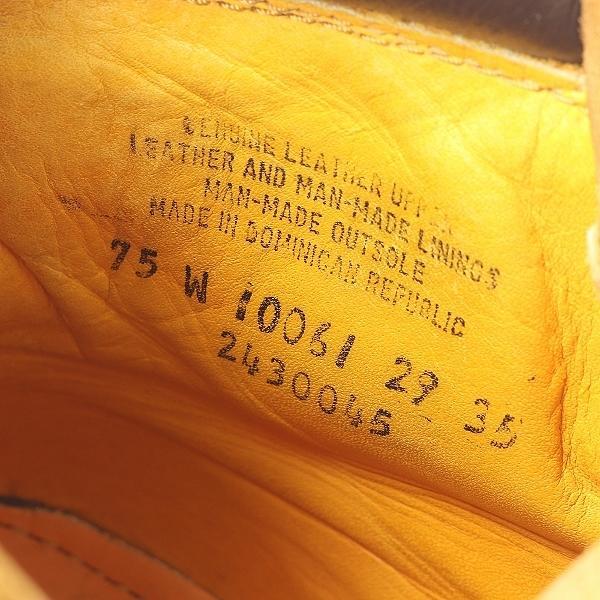 GENUINE LEATHER UPPER
LEATHER AND MAN-MADE LININGS
MAN-MADE OUTSOLE
MADE IN DOMINICAN REPUBLIC
75 W 10061 29 35
2430045